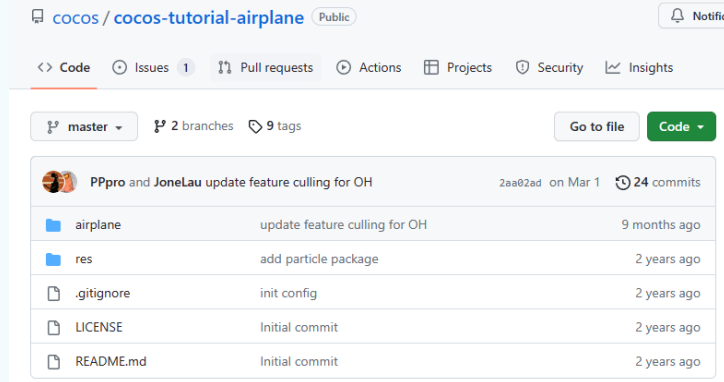 cocos / cocos-tutorial-airplane Public
Code Issues 1 Pull requests Actions Projects Security Insights
master 2 branches 9 tags Go to file Code
PPpro and JoneLau update feature culling for OH 2aa02ad on Mar 1 24 commits
airplane update feature culling for OH 9 months ago
res add particle package 2 years ago
.gitignore init config 2 years ago
LICENSE Initial commit 2 years ago
README.md Initial commit 2 years ago